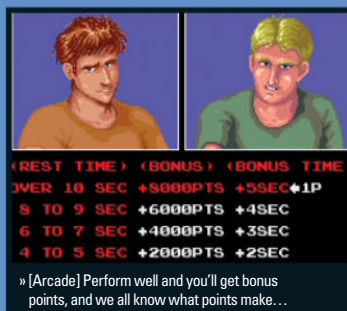 (REST TIME) (BONUS) (BONUS TIME
OVER 10 SEC +8000PTS +5SEC←1P
8 TO 9 SEC +6000PTS +4SEC
6 TO 7 SEC +4000PTS +3SEC
4 TO 5 SEC +2000PTS +2SEC
» [Arcade] Perform well and you'll get bonus
points, and we all know what points make…